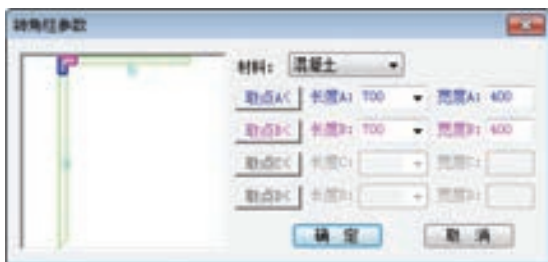 转角柱参数
材料: 混凝土
取点A< 长度A: 700 宽度A: 400
取点B< 长度B: 700 宽度B: 400
取点C< 长度C: 宽度C:
取点D< 长度D: 宽度D:
确 定 取 消